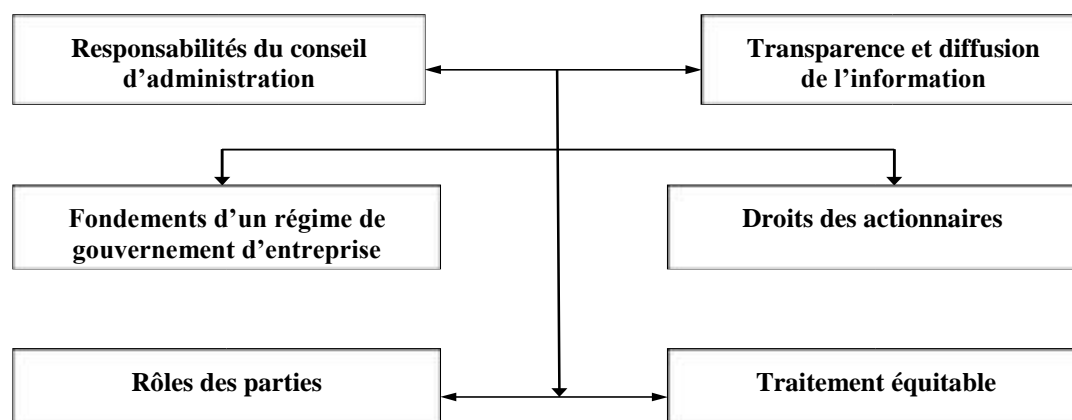 Responsabilités du conseil
d’administration
Transparence et diffusion
de l’information
Fondements d’un régime de
gouvernement d’entreprise
Droits des actionnaires
Rôles des parties
Traitement équitable